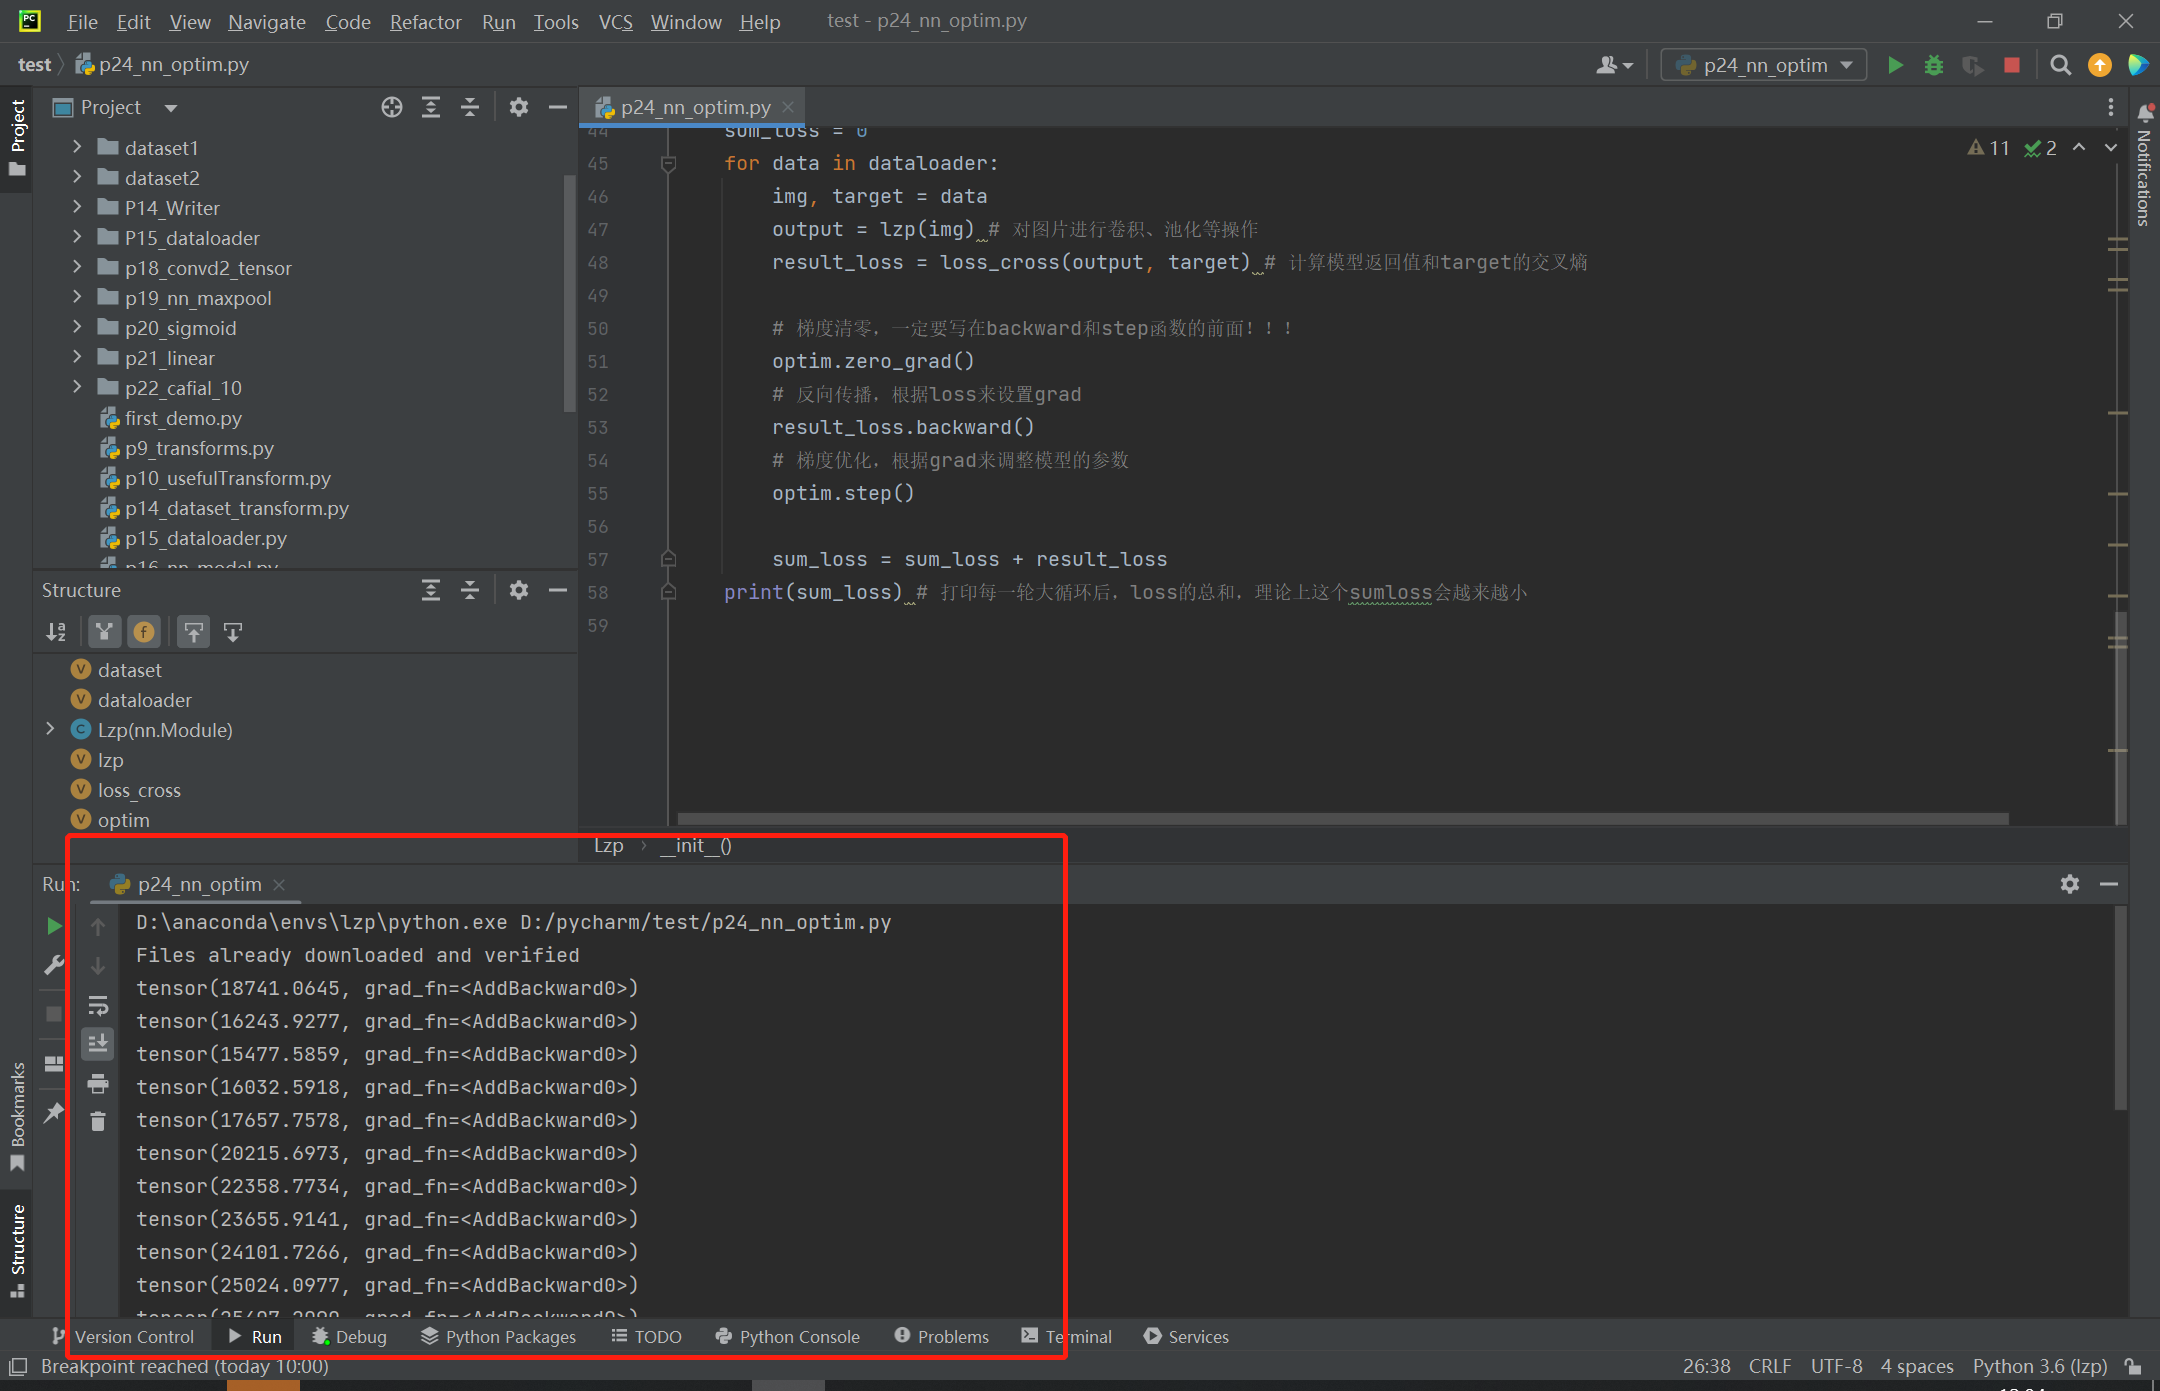 File Edit View Navigate Code Refactor Run Tools VCS Window Help test - p24_nn_optim.py
test p24_nn_optim.py
p24_nn_optim
Project
Project
dataset1
dataset2
P14_Writer
P15_dataloader
p18_convd2_tensor
p19_nn_maxpool
p20_sigmoid
p21_linear
p22_cafial_10
first_demo.py
p9_transforms.py
p10_usefulTransform.py
p14_dataset_transform.py
p15_dataloader.py
p16_nn_model.py
Structure
dataset
dataloader
Lzp(nn.Module)
lzp
loss_cross
optim
p24_nn_optim.py
11 2
Notifications
44 sum_loss = 0
45 for data in dataloader:
46 img, target = data
47 output = lzp(img) # 对图片进行卷积、池化等操作
48 result_loss = loss_cross(output, target) # 计算模型返回值和target的交叉熵
49
50 # 梯度清零，一定要写在backward和step函数的前面！！！
51 optim.zero_grad()
52 # 反向传播，根据loss来设置grad
53 result_loss.backward()
54 # 梯度优化，根据grad来调整模型的参数
55 optim.step()
56
57 sum_loss = sum_loss + result_loss
58 print(sum_loss) # 打印每一轮大循环后，loss的总和，理论上这个sumloss会越来越小
59
Lzp __init__()
Run: p24_nn_optim
D:\anaconda\envs\lzp\python.exe D:/pycharm/test/p24_nn_optim.py
Files already downloaded and verified
tensor(18741.0645, grad_fn=<AddBackward0>)
tensor(16243.9277, grad_fn=<AddBackward0>)
tensor(15477.5859, grad_fn=<AddBackward0>)
tensor(16032.5918, grad_fn=<AddBackward0>)
tensor(17657.7578, grad_fn=<AddBackward0>)
tensor(20215.6973, grad_fn=<AddBackward0>)
tensor(22358.7734, grad_fn=<AddBackward0>)
tensor(23655.9141, grad_fn=<AddBackward0>)
tensor(24101.7266, grad_fn=<AddBackward0>)
tensor(25024.0977, grad_fn=<AddBackward0>)
Bookmarks
Structure
Version Control Run Debug Python Packages TODO Python Console Problems Terminal Services
Breakpoint reached (today 10:00) 26:38 CRLF UTF-8 4 spaces Python 3.6 (lzp)